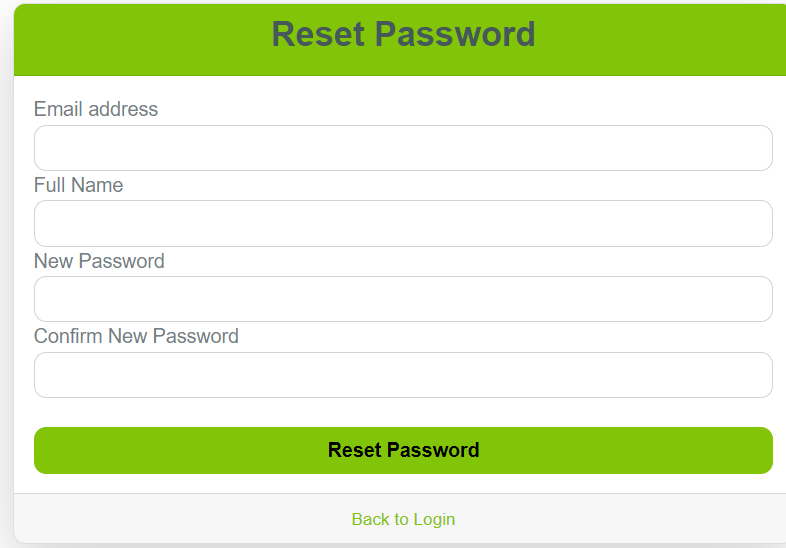 Reset Password
Email address
Full Name
New Password
Confirm New Password
Reset Password
Back to Login